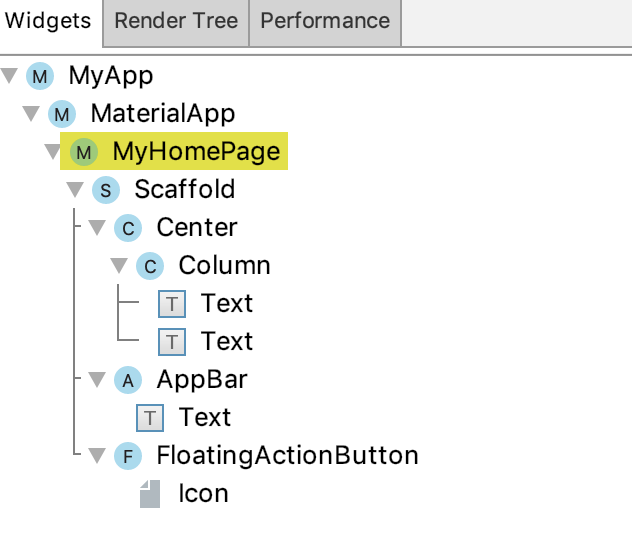 Widgets Render Tree Performance
M MyApp
M MaterialApp
M MyHomePage
S Scaffold
C Center
C Column
T Text
T Text
A AppBar
T Text
F FloatingActionButton
Icon